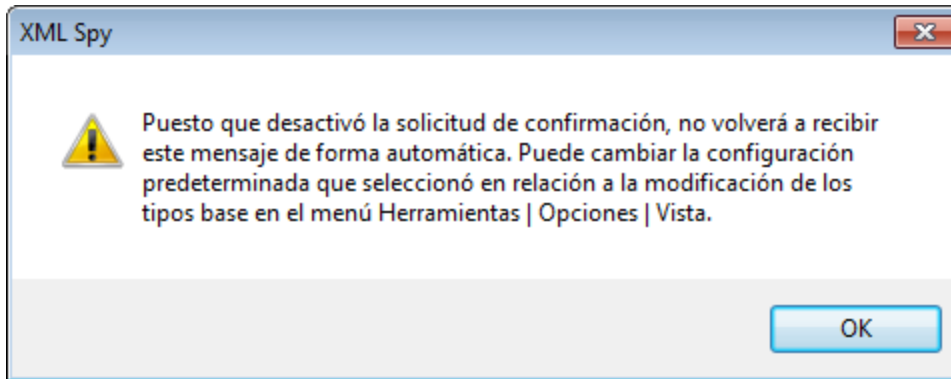 XML Spy
Puesto que desactivó la solicitud de confirmación, no volverá a recibir
este mensaje de forma automática. Puede cambiar la configuración
predeterminada que seleccionó en relación a la modificación de los
tipos base en el menú Herramientas | Opciones | Vista.
OK